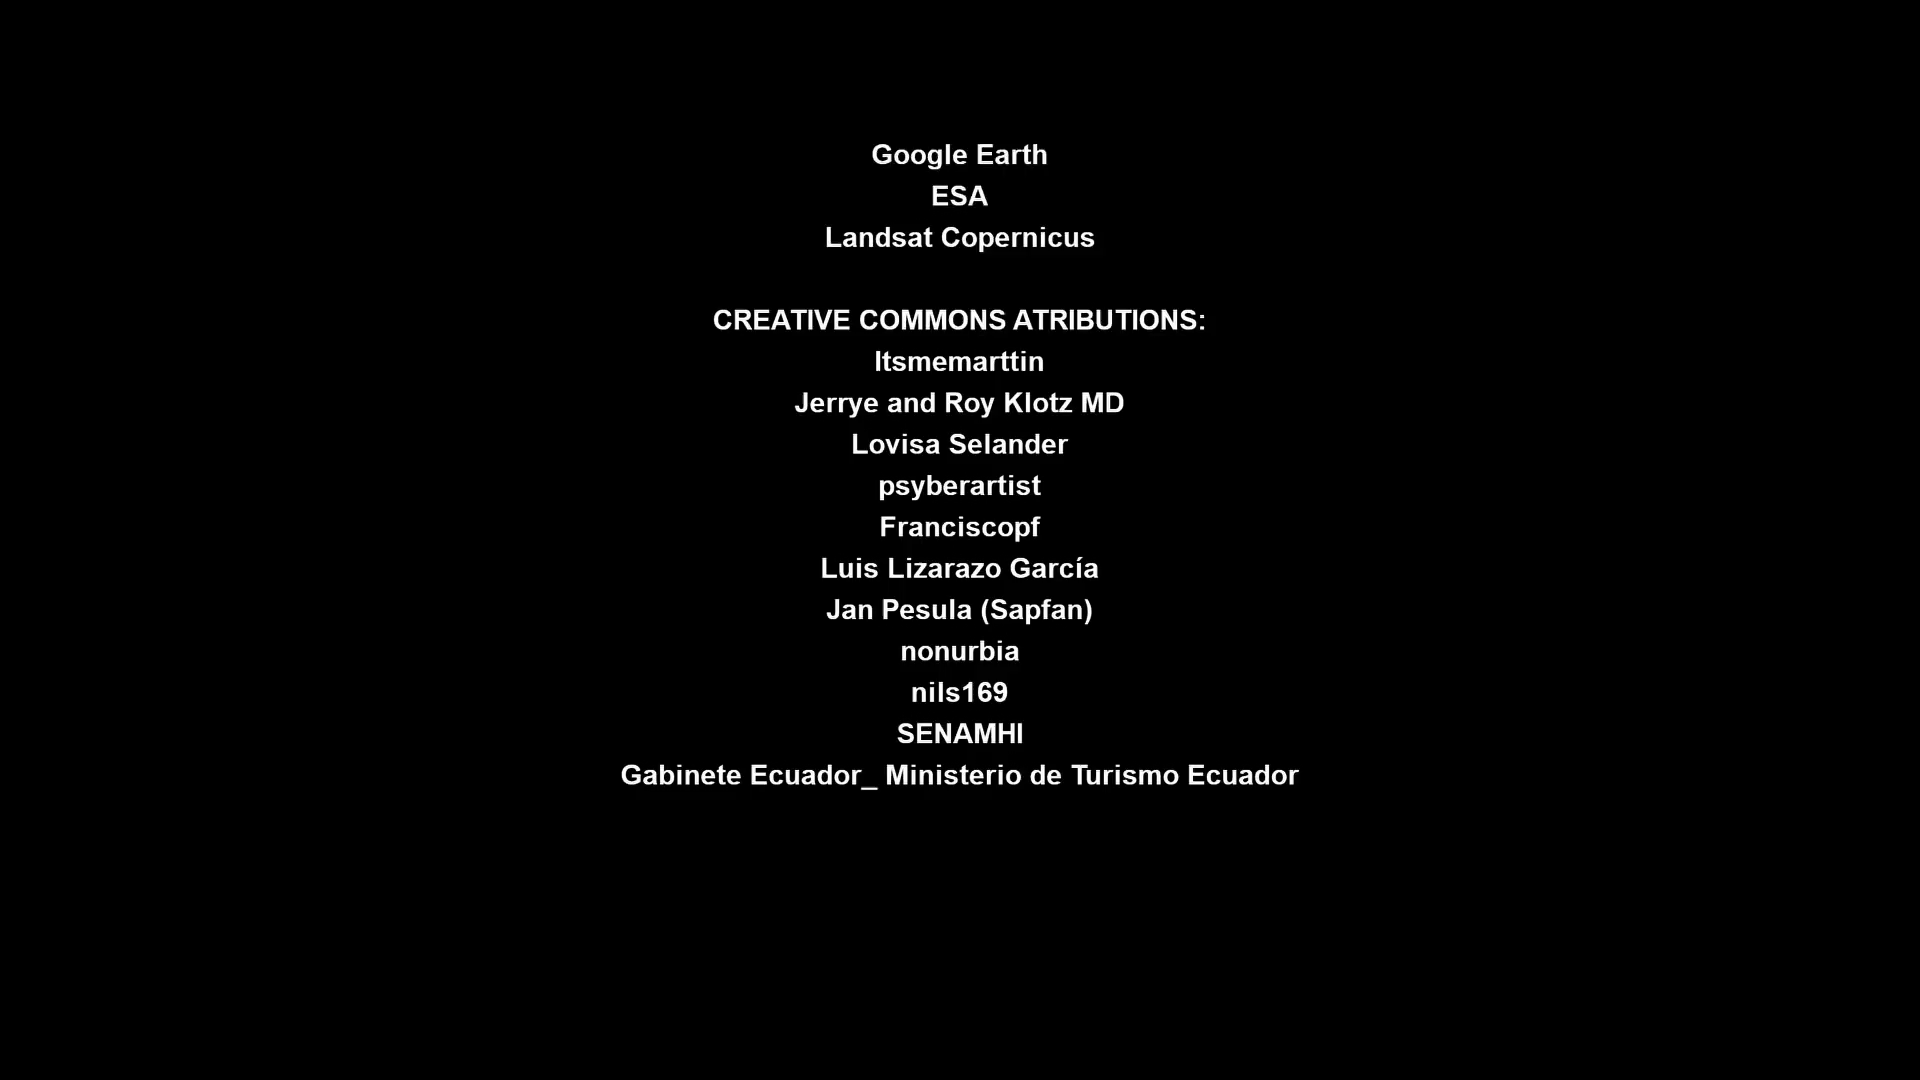 Google Earth
ESA
Landsat Copernicus
CREATIVE COMMONS ATRIBUTIONS:
Itsmemarttin
Jerrye and Roy Klotz MD
Lovisa Selander
psyberartist
Franciscopf
Luis Lizarazo García
Jan Pesula (Sapfan)
nonurbia
nils169
SENAMHI
Gabinete Ecuador_ Ministerio de Turismo Ecuador